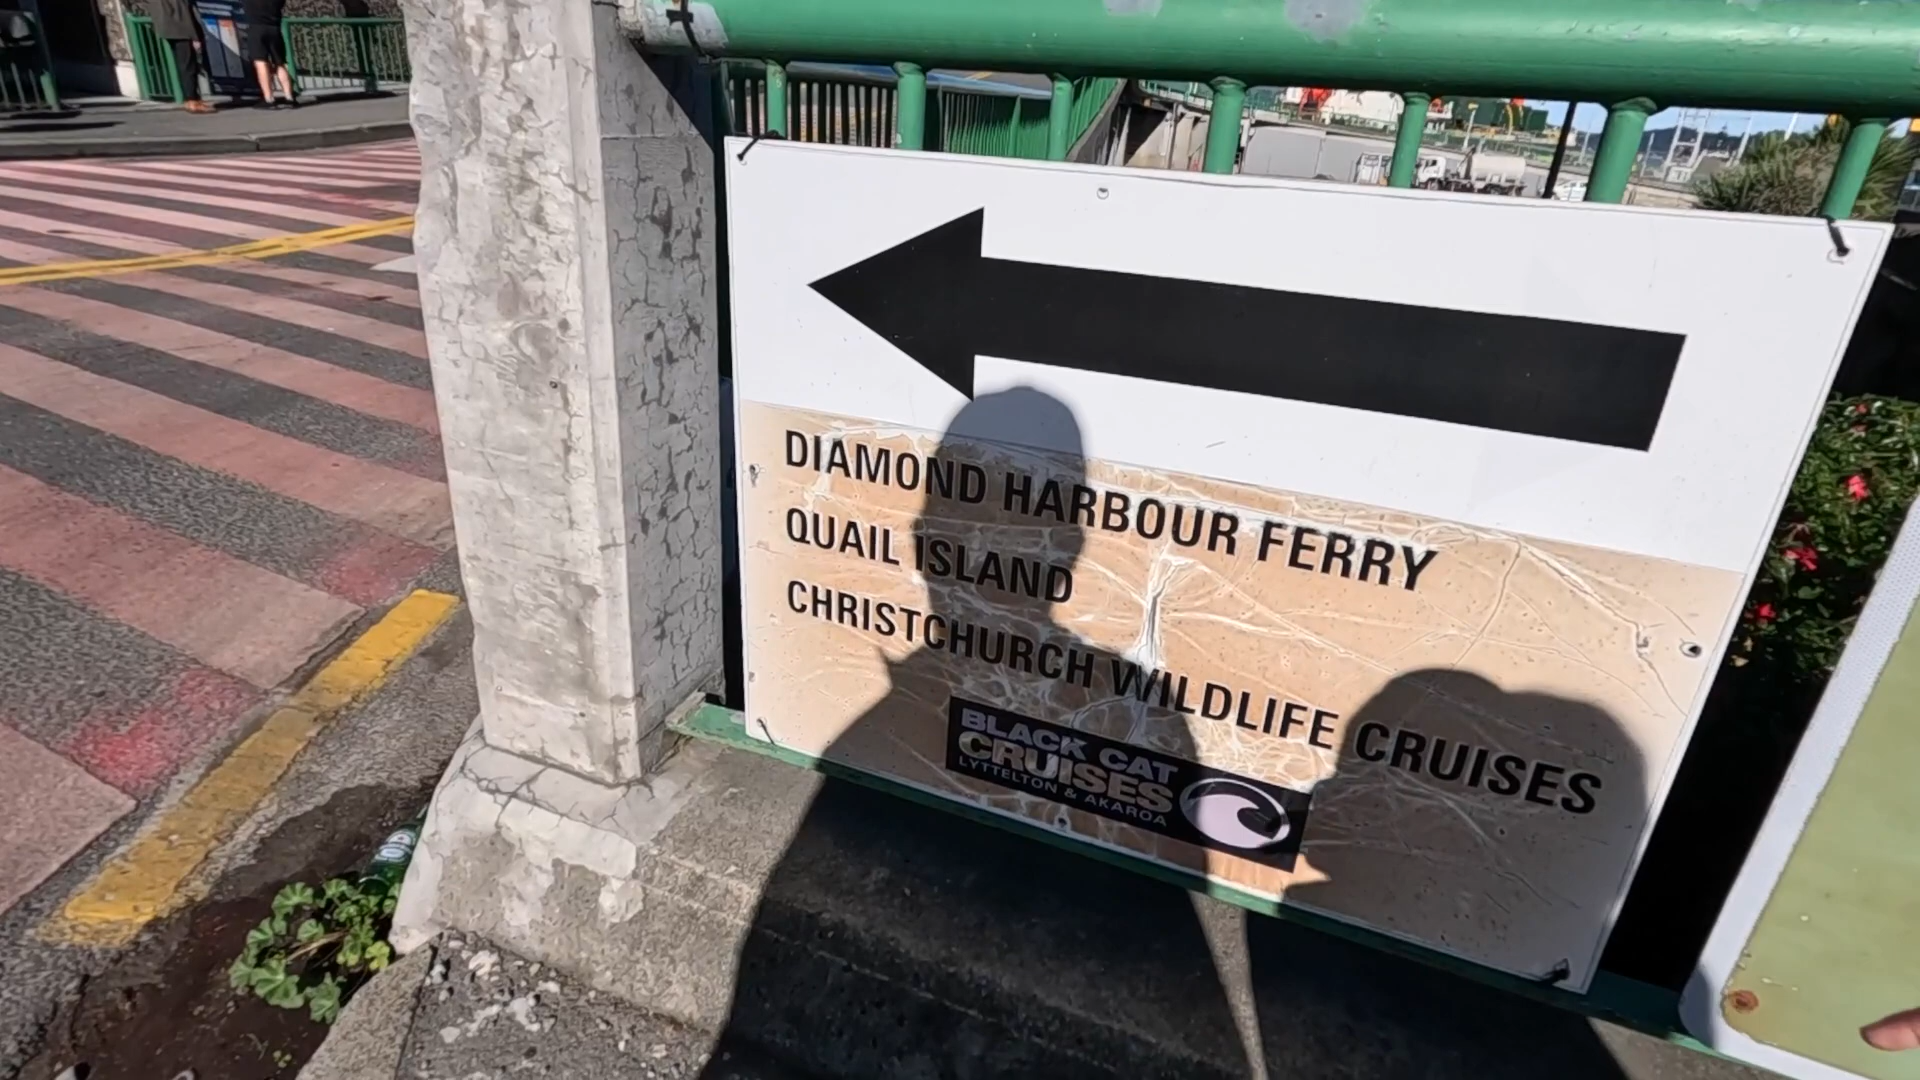 DIAMOND HARBOUR FERRY
QUAIL ISLAND
CHRISTCHURCH WILDLIFE CRUISES
BLACK CAT
CRUISES
LYTTELTON & AKAROA